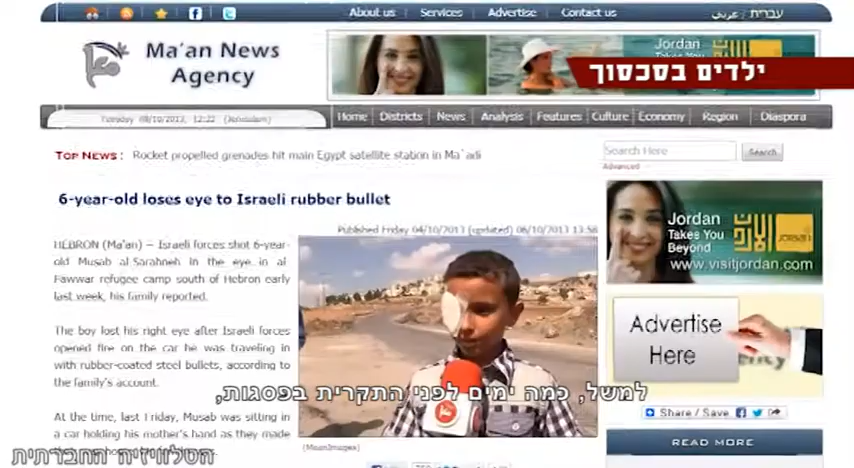 About us Services Advertise Contact us عربي עברית
Ma'an News
Agency
Jordan
ילדים בסכסוך
Tuesday 08/10/2013, 12:22 (Jerusalem)
Home Districts News Analysis Features Culture Economy Region Diaspora
TOP NEWS: Rocket propelled grenades hit main Egypt satellite station in Ma`adi
Search Here Search
Advanced
6-year-old loses eye to Israeli rubber bullet
Published Friday 04/10/2013 (updated) 06/10/2013 13:58
HEBRON (Ma'an) – Israeli forces shot 6-year-
old Musab al-Sarahneh in the eye in al-
Fawwar refugee camp south of Hebron early
last week, his family reported.
The boy lost his right eye after Israeli forces
opened fire on the car he was traveling in
with rubber-coated steel bullets, according to
the family's account.
At the time, last Friday, Musab was sitting in
a car holding his mother's hand as they made
(MaanImages)
Jordan
Takes You
Beyond
www.visitjordan.com
Advertise
Here
Share / Save
READ MORE
למשל, כמה ימים לפני התקרית בפסגות,
הטלוויזיה החברתית